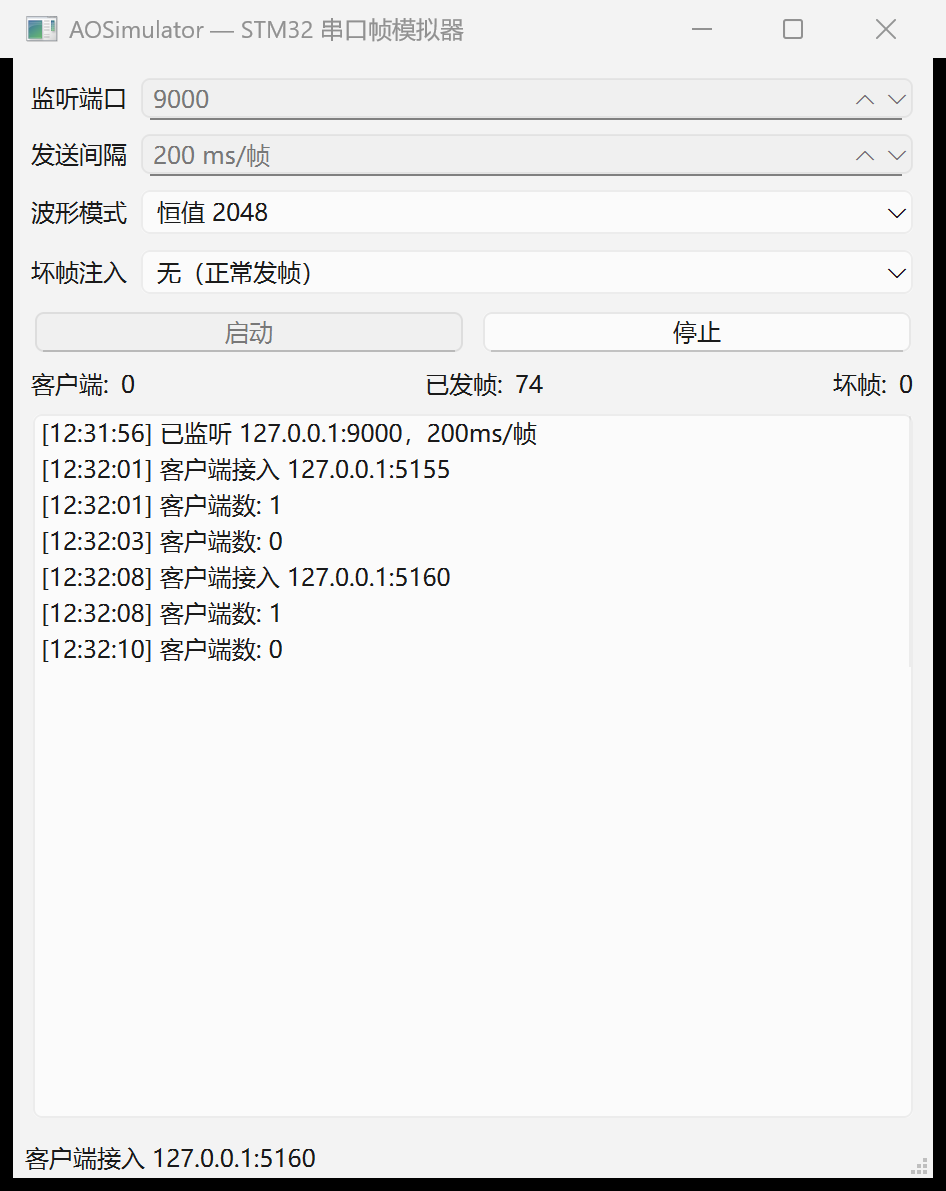 AOSimulator — STM32 串口帧模拟器
监听端口 9000
发送间隔 200 ms/帧
波形模式 恒值 2048
坏帧注入 无（正常发帧）
启动 停止
客户端: 0 已发帧: 74 坏帧: 0
[12:31:56] 已监听 127.0.0.1:9000，200ms/帧
[12:32:01] 客户端接入 127.0.0.1:5155
[12:32:01] 客户端数: 1
[12:32:03] 客户端数: 0
[12:32:08] 客户端接入 127.0.0.1:5160
[12:32:08] 客户端数: 1
[12:32:10] 客户端数: 0
客户端接入 127.0.0.1:5160